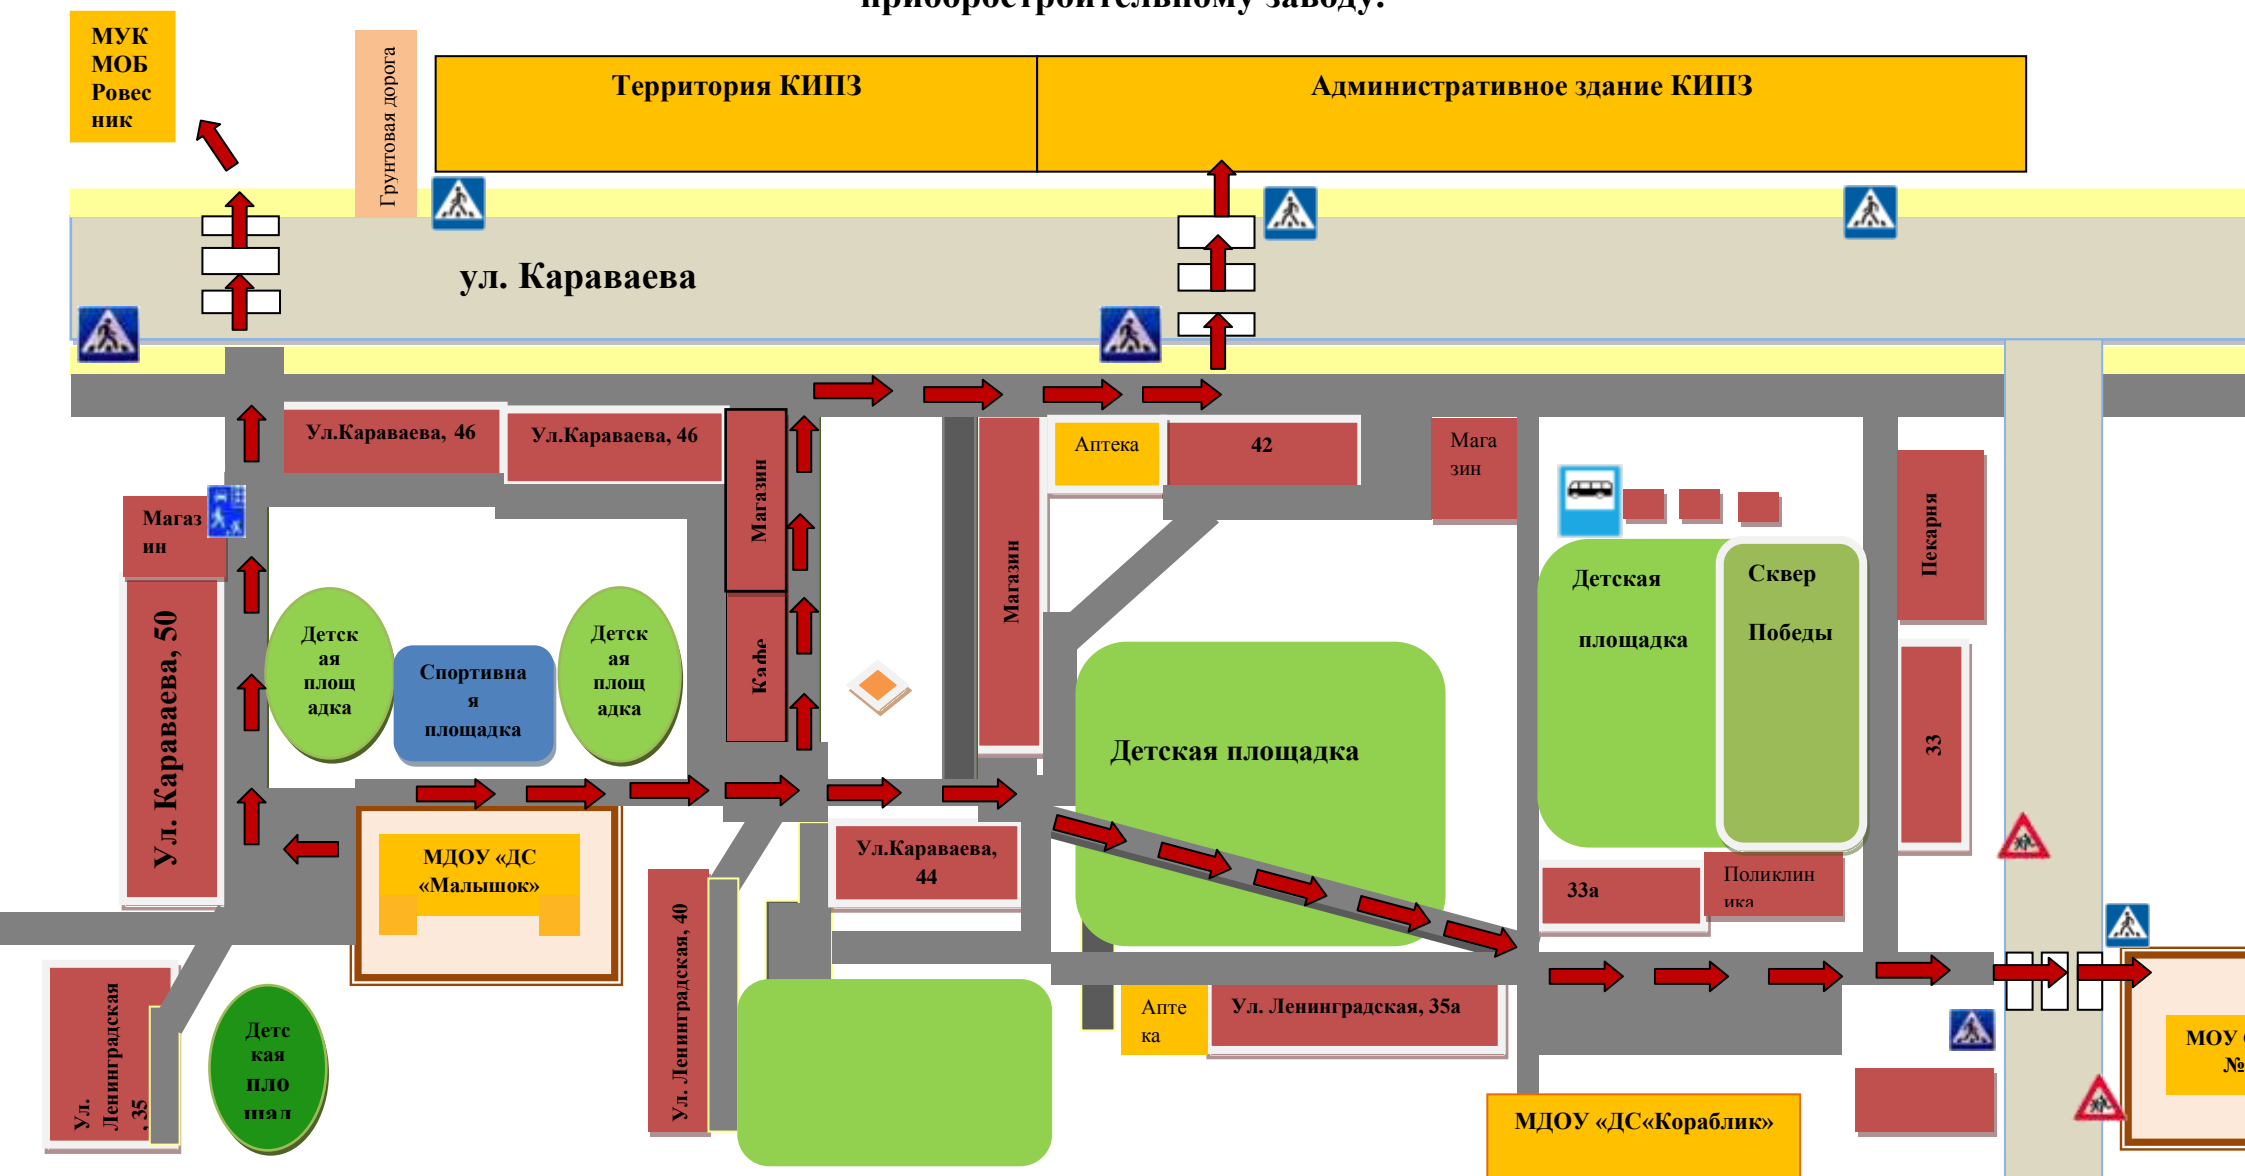 приборостроительному заводу.
МУК
МОБ
Ровес
ник
Грунтовая дорога
Территория КИПЗ
Административное здание КИПЗ
ул. Караваева
Ул.Караваева, 46
Ул.Караваева, 46
Магазин
Кафе
Магазин
Аптека
42
Мага
зин
Магаз
ин
Ул. Караваева, 50
Детск
ая
площ
адка
Спортивна
я
площадка
Детск
ая
площ
адка
Детская площадка
Детская
площадка
Сквер
Победы
Пекарня
33
МДОУ «ДС
«Малышок»
Ул.Караваева,
44
33а
Поликлин
ика
Ул.
Ленинградская
, 35
Детс
кая
пло
щад
Ул. Ленинградская, 40
Апте
ка
Ул. Ленинградская, 35а
МДОУ «ДС«Кораблик»
МОУ
№